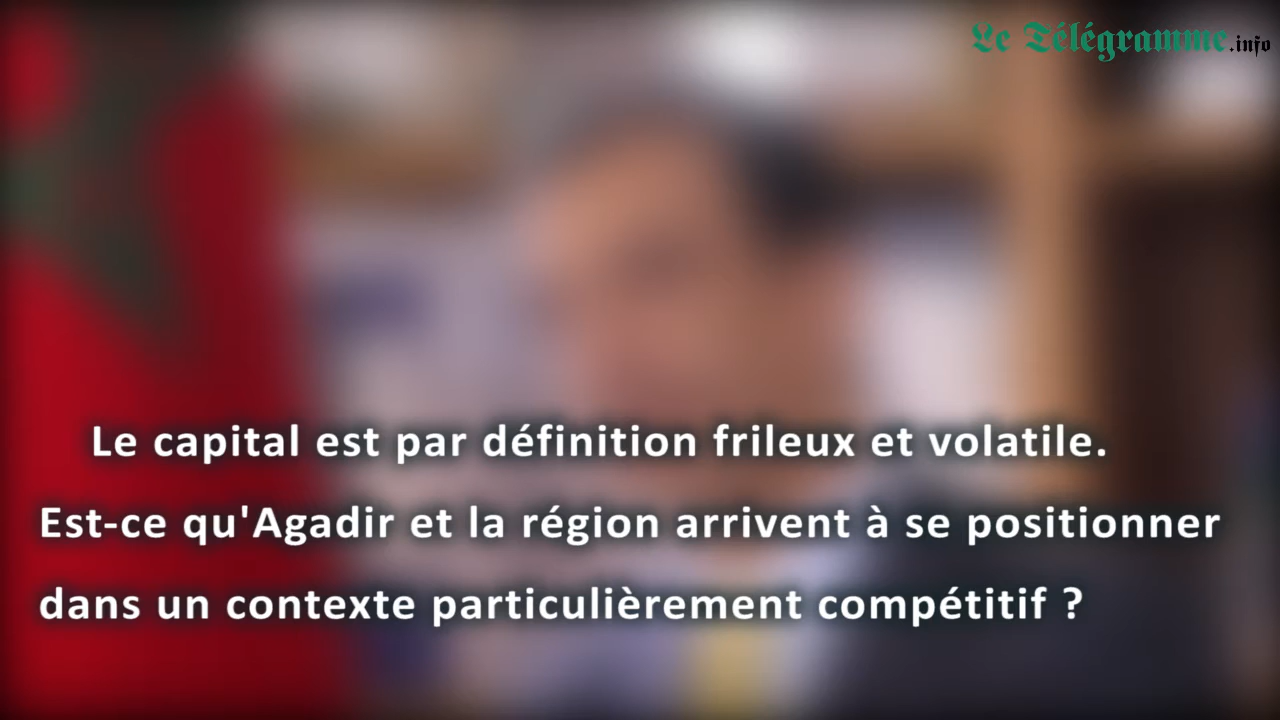 Le Télégramme.info
Le capital est par définition frileux et volatile.
Est-ce qu'Agadir et la région arrivent à se positionner
dans un contexte particulièrement compétitif ?